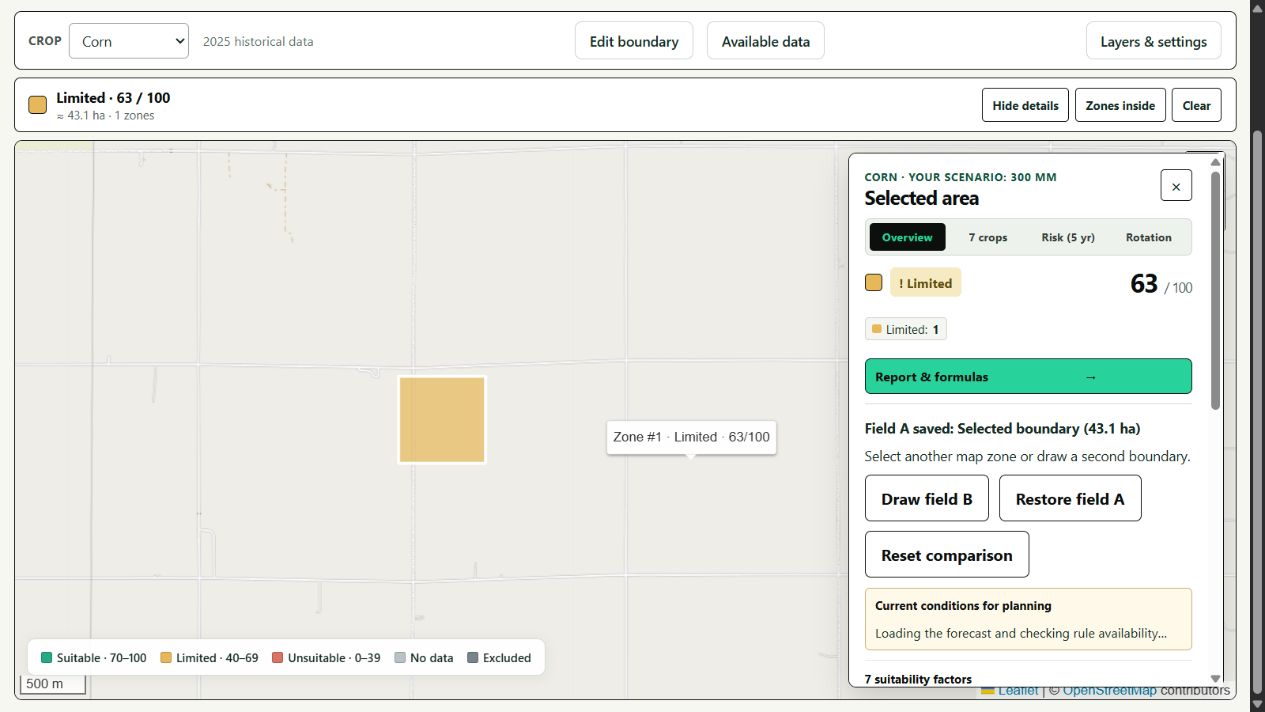 CROP Corn 2025 historical data Edit boundary Available data Layers & settings
Limited · 63 / 100
≈ 43.1 ha · 1 zones
Hide details Zones inside Clear
CORN · YOUR SCENARIO: 300 MM
Selected area
×
Overview 7 crops Risk (5 yr) Rotation
! Limited 63 / 100
Limited: 1
Report & formulas →
Field A saved: Selected boundary (43.1 ha)
Select another map zone or draw a second boundary.
Draw field B Restore field A
Reset comparison
Current conditions for planning
Loading the forecast and checking rule availability...
7 suitability factors
Zone #1 · Limited · 63/100
Suitable · 70–100 Limited · 40–69 Unsuitable · 0–39 No data Excluded
500 m
Leaflet | © OpenStreetMap contributors